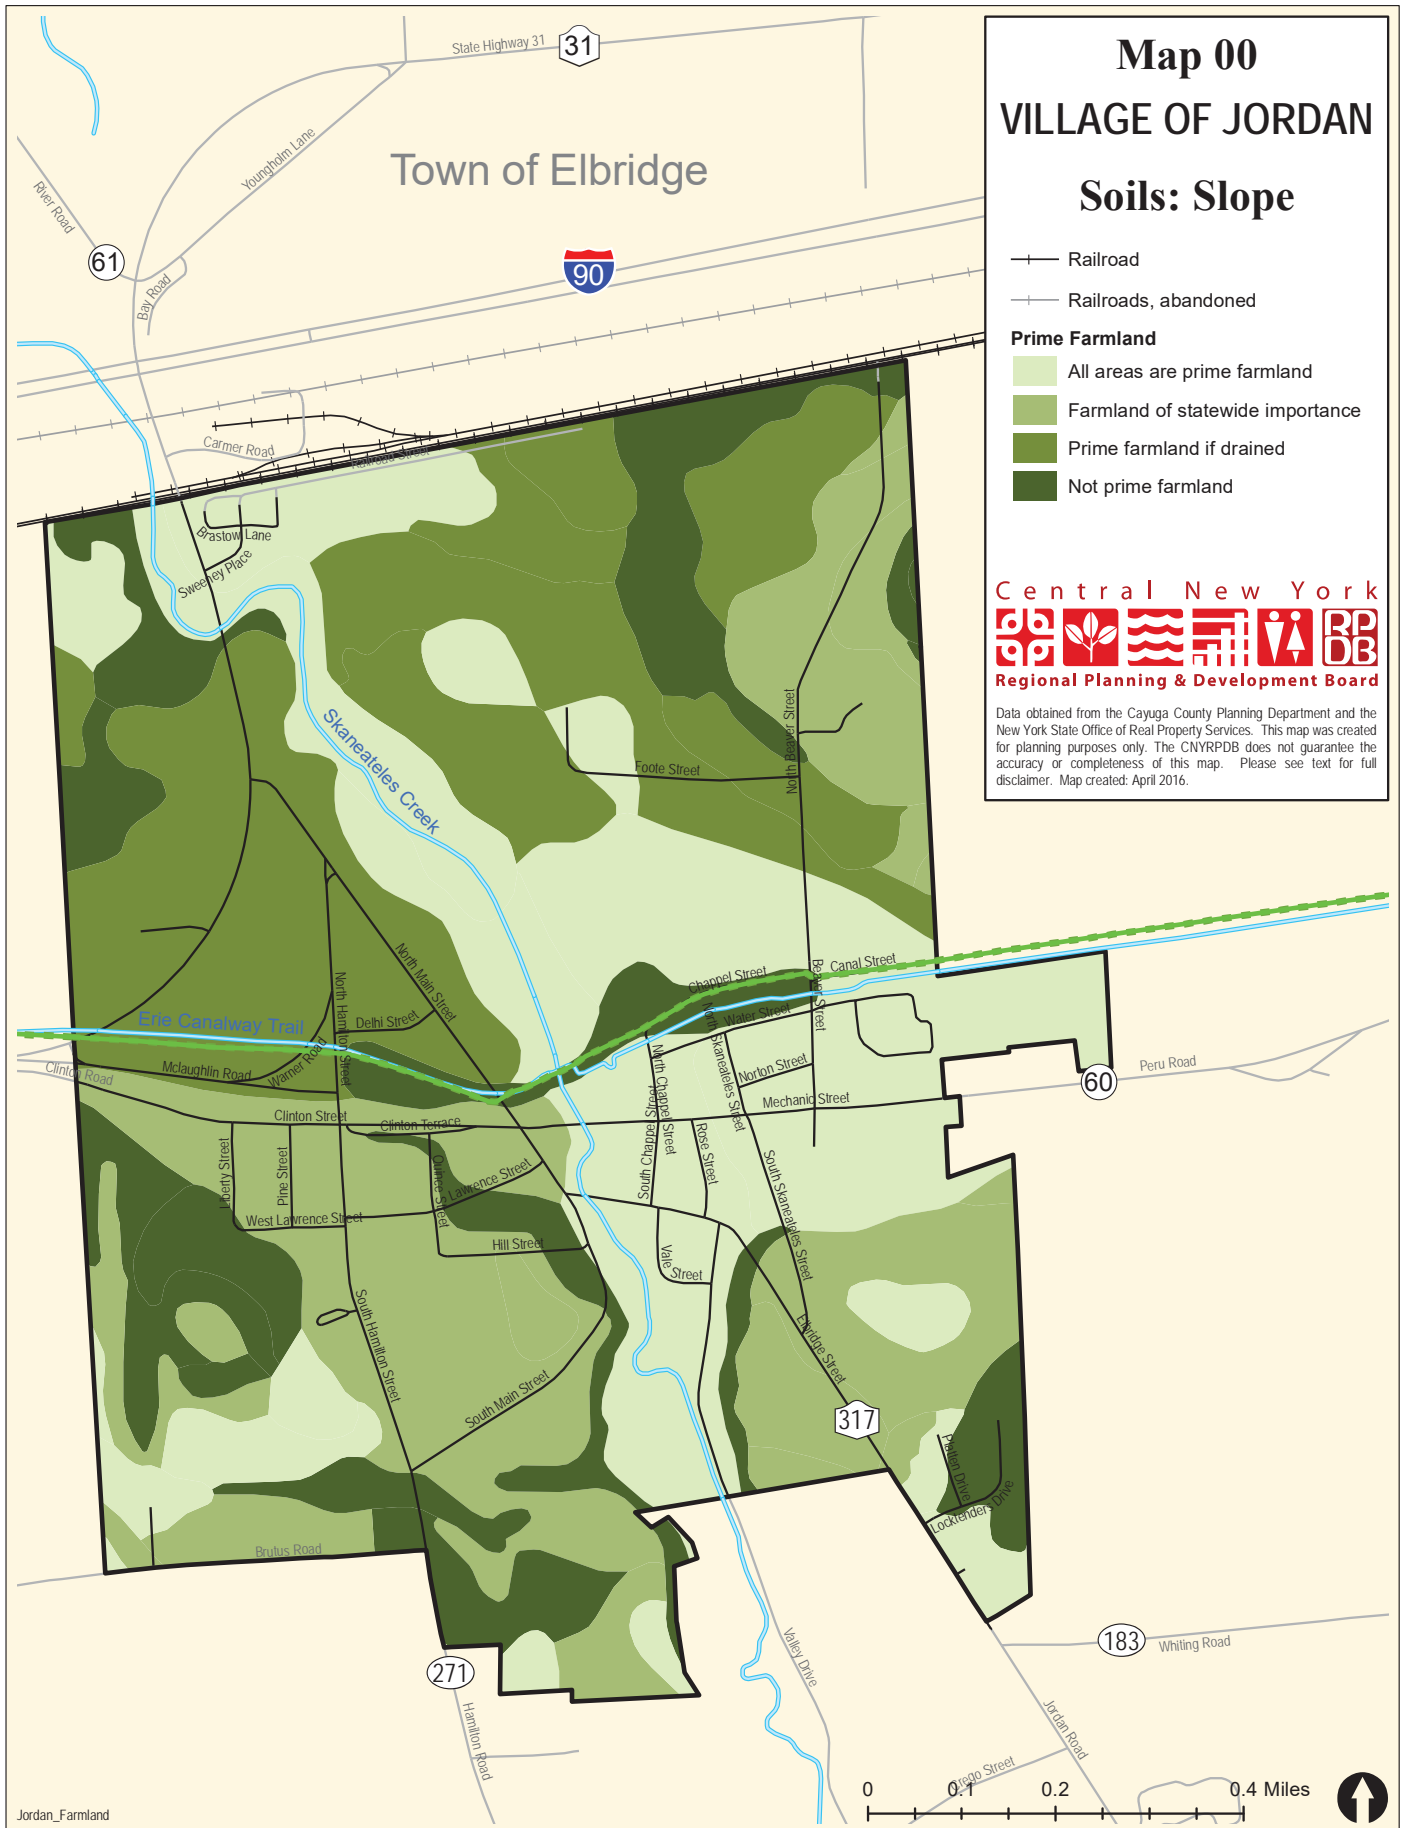 Map 00
VILLAGE OF JORDAN
Soils: Slope
Railroad
Railroads, abandoned
Prime Farmland
All areas are prime farmland
Farmland of statewide importance
Prime farmland if drained
Not prime farmland
Central New York
RP
DB
Regional Planning & Development Board
Data obtained from the Cayuga County Planning Department and the
New York State Office of Real Property Services. This map was created
for planning purposes only. The CNYRPDB does not guarantee the
accuracy or completeness of this map. Please see text for full
disclaimer. Map created: April 2016.
State Highway 31
31
Youngholm Lane
Town of Elbridge
River Road
61
Bay Road
90
Carmer Road
Railroad Street
Brastow Lane
Sweeney Place
Skaneateles Creek
Foote Street
North Beaver Street
North Main Street
North Hamilton Street
Delhi Street
Erie Canalway Trail
Warner Road
Mclaughlin Road
Clinton Road
Chappel Street
Canal Street
Beaver Street
Water Street
North Skaneateles Street
North Chappel Street
Norton Street
Mechanic Street
60
Peru Road
Clinton Street
Clinton Terrace
Liberty Street
Pine Street
Quince Street
Lawrence Street
West Lawrence Street
Hill Street
South Chappel Street
Rose Street
South Skaneateles Street
Vale Street
Elbridge Street
South Hamilton Street
South Main Street
317
Platten Drive
Locktenders Drive
Brutus Road
271
Hamilton Road
Valley Drive
183
Whiting Road
Jordan Road
Crego Street
0
0.1
0.2
0.4 Miles
Jordan_Farmland